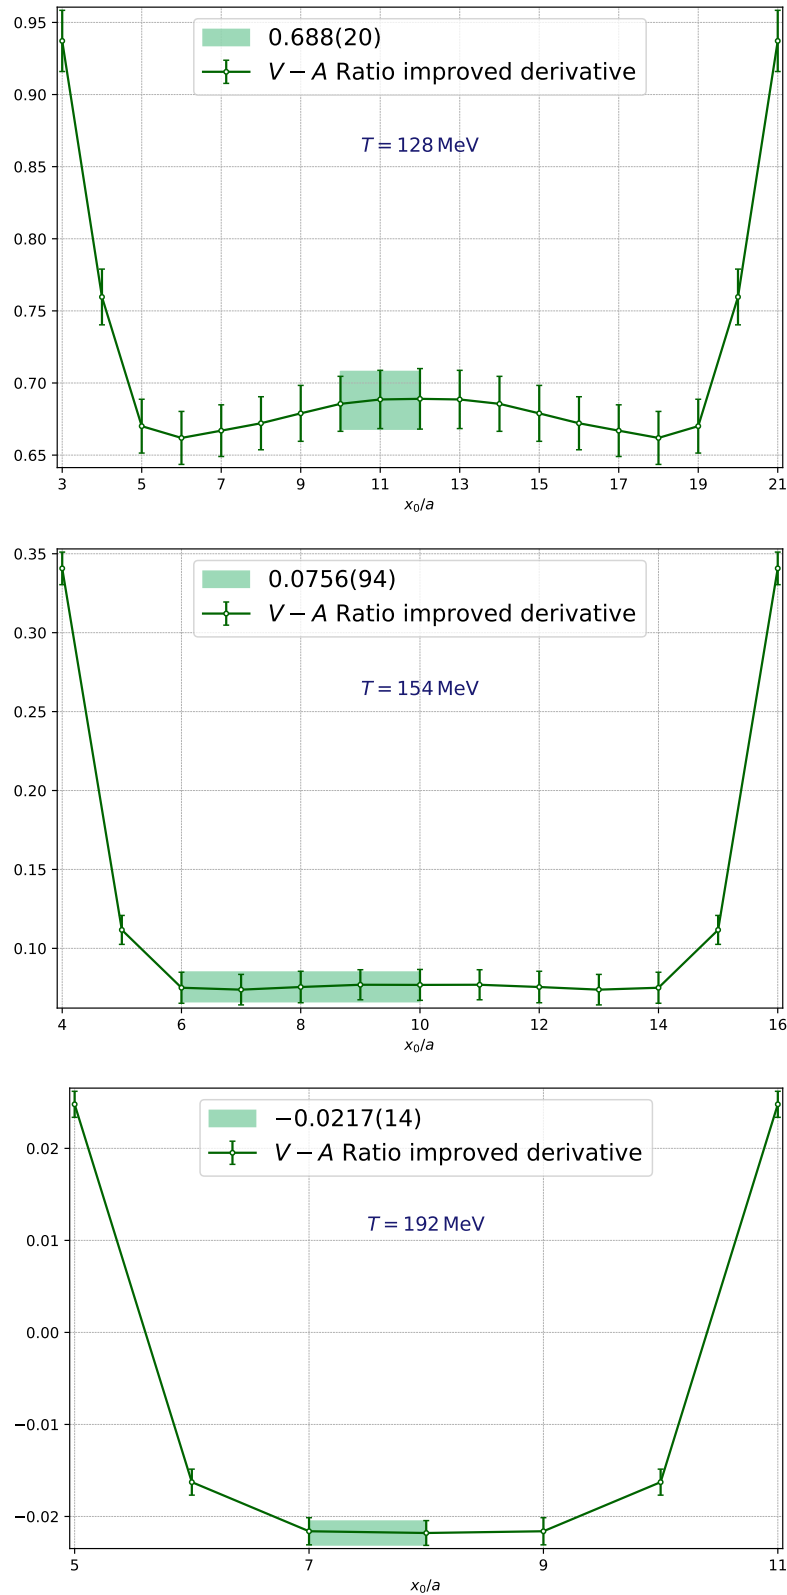 0.688(20)
V − A Ratio improved derivative
T = 128 MeV
0.95
0.90
0.85
0.80
0.75
0.70
0.65
3 5 7 9 11 13 15 17 19 21
x₀/a
0.0756(94)
V − A Ratio improved derivative
T = 154 MeV
0.35
0.30
0.25
0.20
0.15
0.10
4 6 8 10 12 14 16
x₀/a
−0.0217(14)
V − A Ratio improved derivative
T = 192 MeV
0.02
0.01
0.00
−0.01
−0.02
5 7 9 11
x₀/a